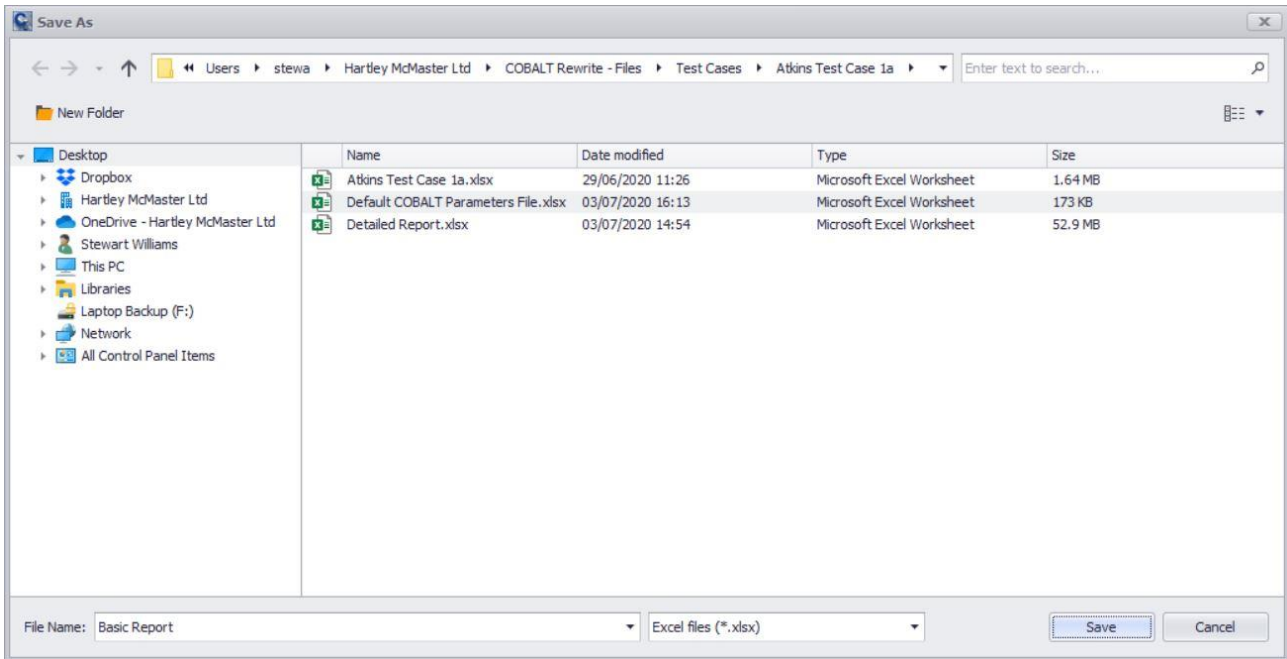 Save As
Users stewa Hartley McMaster Ltd COBALT Rewrite - Files Test Cases Atkins Test Case 1a Enter text to search...
New Folder
Desktop
Dropbox
Hartley McMaster Ltd
OneDrive - Hartley McMaster Ltd
Stewart Williams
This PC
Libraries
Laptop Backup (F:)
Network
All Control Panel Items
Name Date modified Type Size
Atkins Test Case 1a.xlsx 29/06/2020 11:26 Microsoft Excel Worksheet 1.64 MB
Default COBALT Parameters File.xlsx 03/07/2020 16:13 Microsoft Excel Worksheet 173 KB
Detailed Report.xlsx 03/07/2020 14:54 Microsoft Excel Worksheet 52.9 MB
File Name: Basic Report Excel files (*.xlsx) Save Cancel